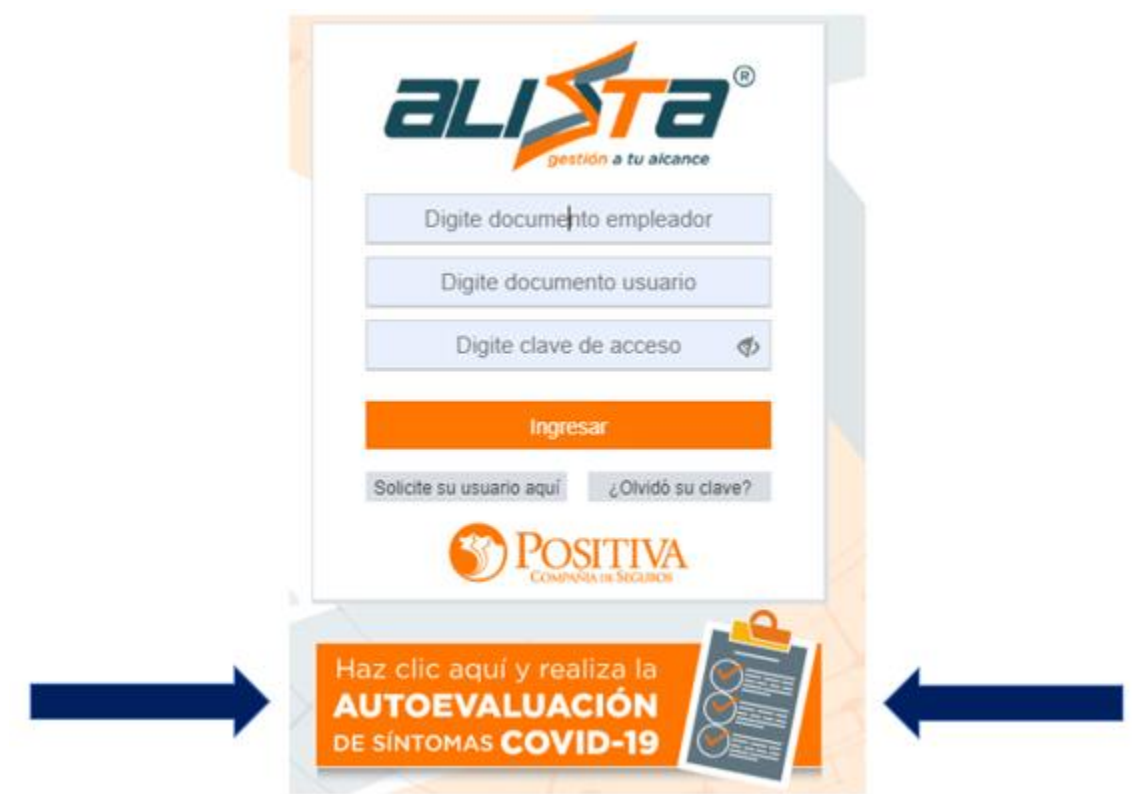 aLISTa®
gestión a tu alcance
Digite documento empleador
Digite documento usuario
Digite clave de acceso
Ingresar
Solicite su usuario aquí ¿Olvidó su clave?
POSITIVA
COMPAÑÍA DE SEGUROS
Haz clic aquí y realiza la
AUTOEVALUACIÓN
DE SÍNTOMAS COVID-19